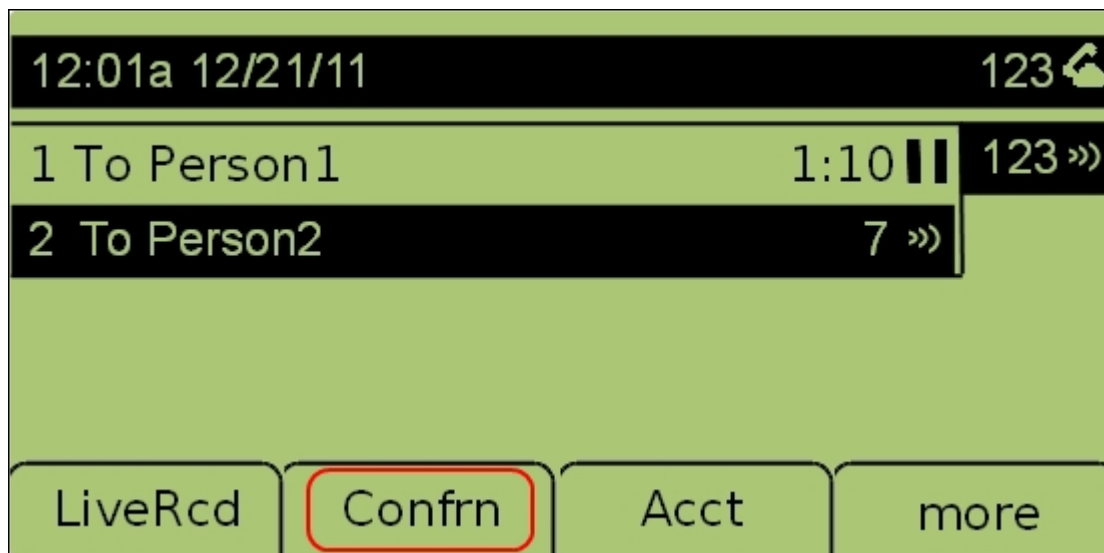 12:01a 12/21/11 123
1 To Person1 1:10 123
2 To Person2 7
LiveRcd Confrn Acct more